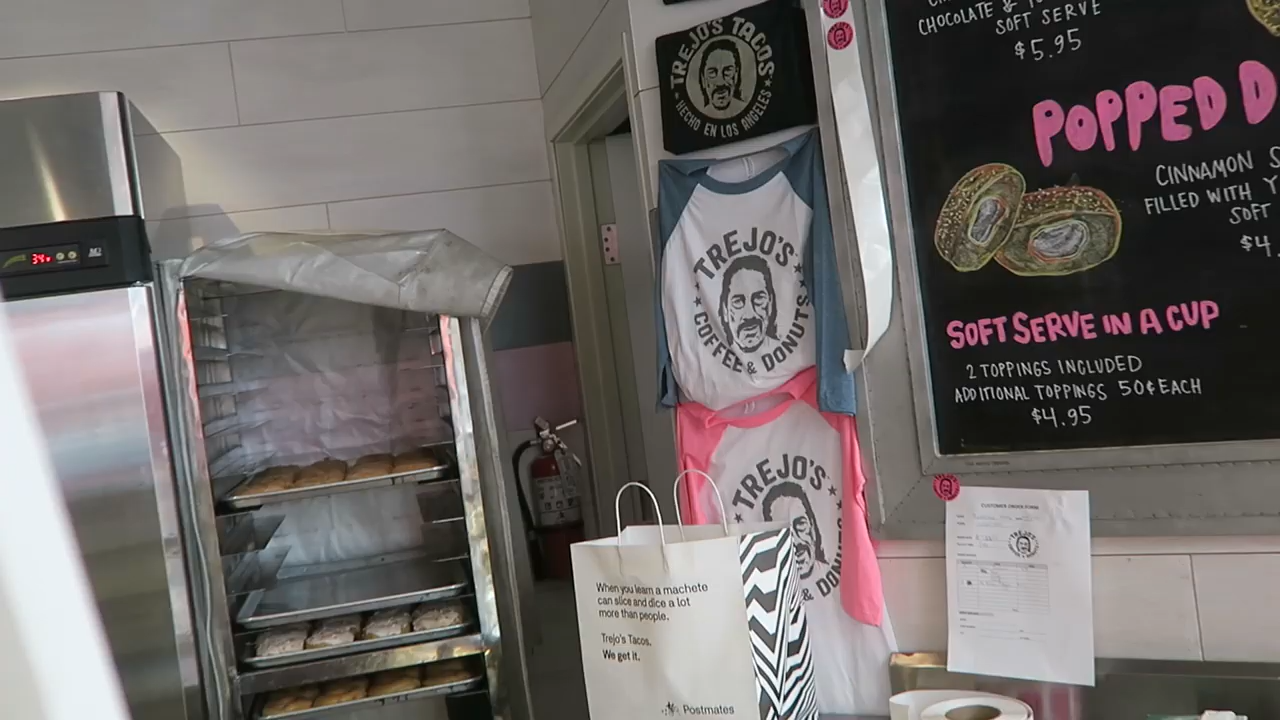 CHOCOLATE &
SOFT SERVE
$5.95
POPPED D
CINNAMON S
FILLED WITH Y
SOFT
$4.
SOFT SERVE IN A CUP
2 TOPPINGS INCLUDED
ADDITIONAL TOPPINGS 50¢ EACH
$4.95
TREJO'S TACOS
HECHO EN LOS ANGELES
TREJO'S
COFFEE & DONUTS
TREJO'S
& DONUTS
34
When you learn a machete
can slice and dice a lot
more than people.
Trejo's Tacos.
We get it.
Postmates
CUSTOMER ORDER FORM